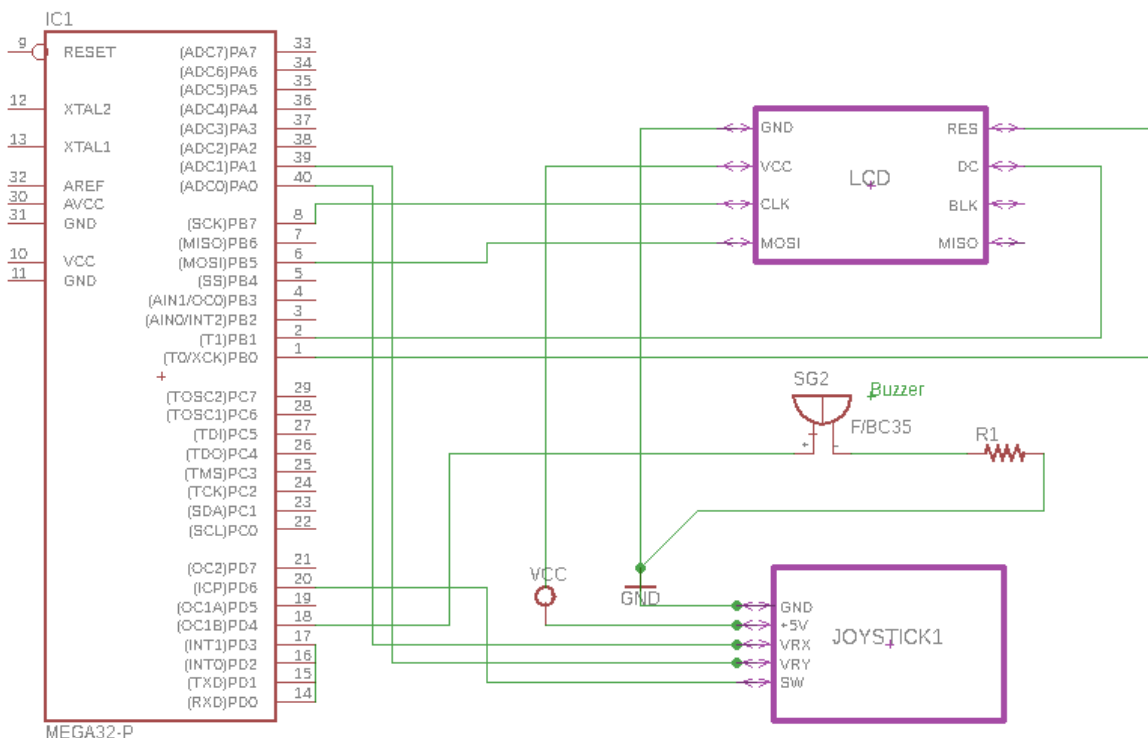 IC1
9 RESET
12 XTAL2
13 XTAL1
32 AREF
30 AVCC
31 GND
10 VCC
11 GND
(ADC7)PA7 33
(ADC6)PA6 34
(ADC5)PA5 35
(ADC4)PA4 36
(ADC3)PA3 37
(ADC2)PA2 38
(ADC1)PA1 39
(ADC0)PA0 40
(SCK)PB7 8
(MISO)PB6 7
(MOSI)PB5 6
(SS)PB4 5
(AIN1/OC0)PB3 4
(AIN0/INT2)PB2 3
(T1)PB1 2
(T0/XCK)PB0 1
(TOSC2)PC7 29
(TOSC1)PC6 28
(TDI)PC5 27
(TDO)PC4 26
(TMS)PC3 25
(TCK)PC2 24
(SDA)PC1 23
(SCL)PC0 22
(OC2)PD7 21
(ICP)PD6 20
(OC1A)PD5 19
(OC1B)PD4 18
(INT1)PD3 17
(INT0)PD2 16
(TXD)PD1 15
(RXD)PD0 14
MEGA32-P
LCD
GND
VCC
CLK
MOSI
RES
DC
BLK
MISO
SG2
Buzzer
F/BC35
R1
VCC
GND
JOYSTICK1
GND
+5V
VRX
VRY
SW